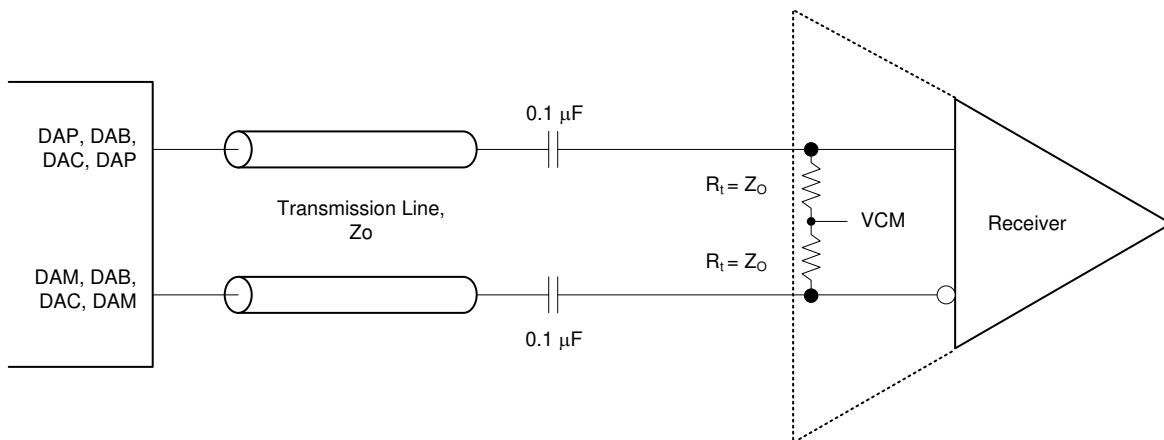 0.1 μF
DAP, DAB,
DAC, DAP
Rt = ZO
Transmission Line,
Zo
VCM
Receiver
Rt = ZO
DAM, DAB,
DAC, DAM
0.1 μF